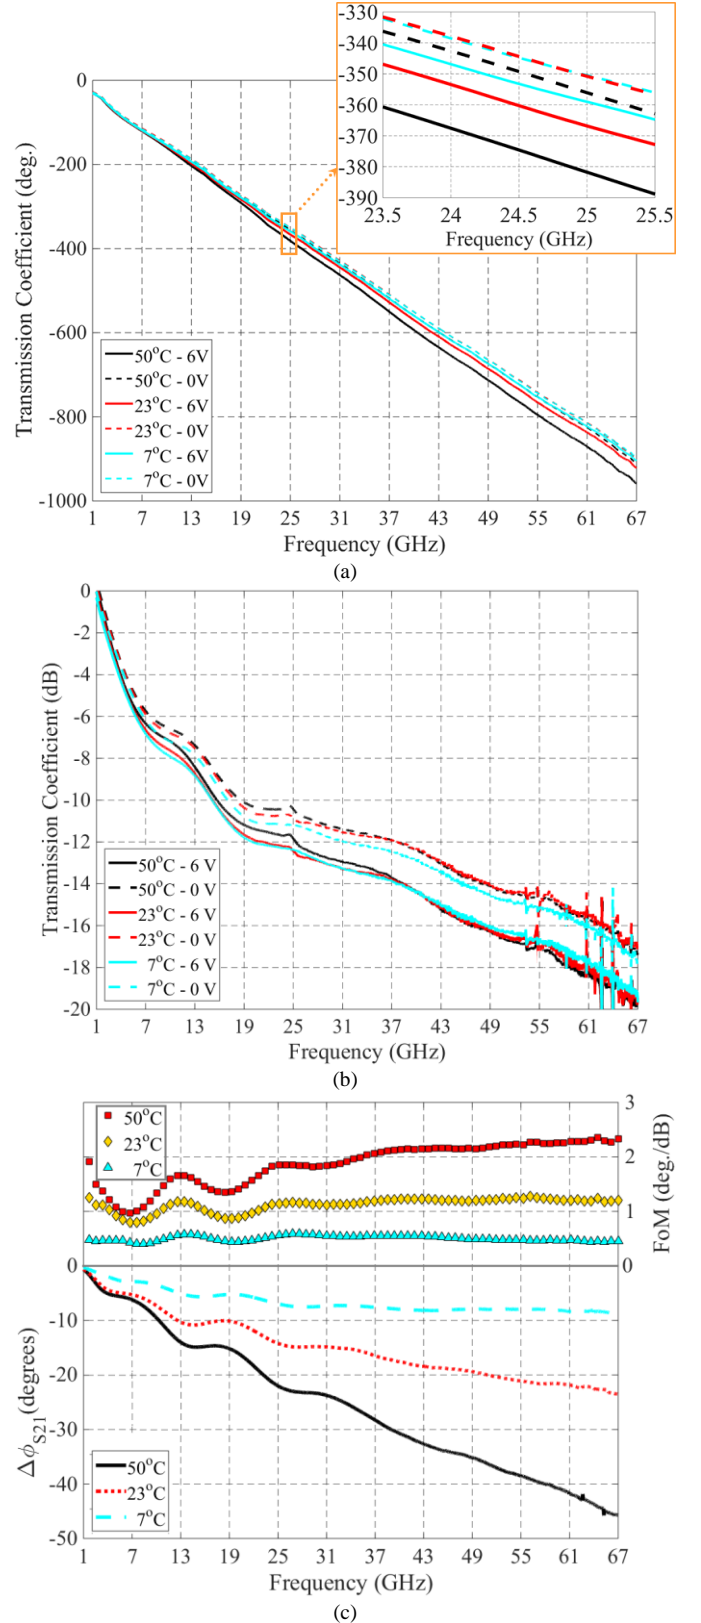 -330
-340
-350
-360
-370
-380
-390
23.5 24 24.5 25 25.5
Frequency (GHz)
0
-200
-400
-600
-800
-1000
Transmission Coefficient (deg.)
50°C - 6V
50°C - 0V
23°C - 6V
23°C - 0V
7°C - 6V
7°C - 0V
1 7 13 19 25 31 37 43 49 55 61 67
Frequency (GHz)
(a)
0
-2
-4
-6
-8
-10
-12
-14
-16
-18
-20
Transmission Coefficient (dB)
50°C - 6 V
50°C - 0 V
23°C - 6 V
23°C - 0 V
7°C - 6 V
7°C - 0 V
1 7 13 19 25 31 37 43 49 55 61 67
Frequency (GHz)
(b)
50°C
23°C
7°C
3
2
1
0
FoM (deg./dB)
0
-10
-20
-30
-40
-50
Δϕ_S21 (degrees)
50°C
23°C
7°C
1 7 13 19 25 31 37 43 49 55 61 67
Frequency (GHz)
(c)